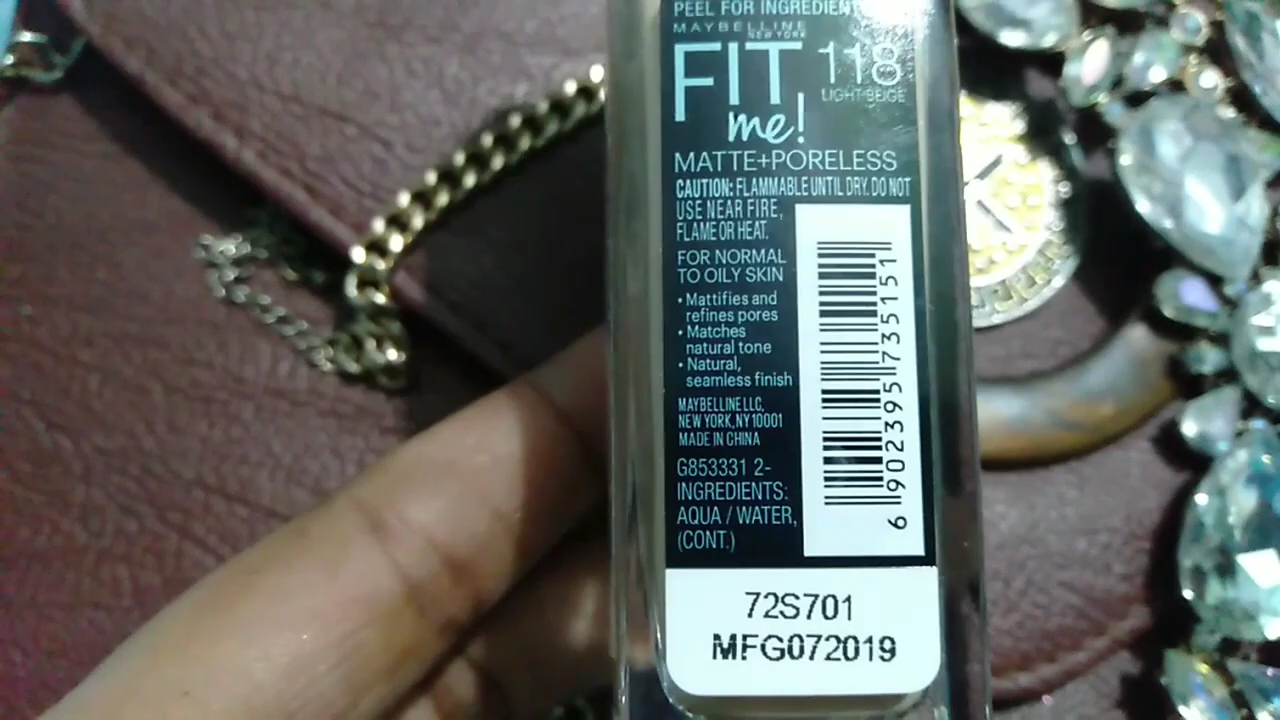 PEEL FOR INGREDIENT
MAYBELLINE
NEW YORK
FIT 118
LIGHT BEIGE
me!
MATTE+PORELESS
CAUTION: FLAMMABLE UNTIL DRY. DO NOT
USE NEAR FIRE,
FLAME OR HEAT.
FOR NORMAL
TO OILY SKIN
• Mattifies and
refines pores
• Matches
natural tone
• Natural,
seamless finish
MAYBELLINE LLC,
NEW YORK, NY 10001
MADE IN CHINA
G853331 2-
INGREDIENTS:
AQUA / WATER,
(CONT.)
6 902395 735151
72S701
MFG072019